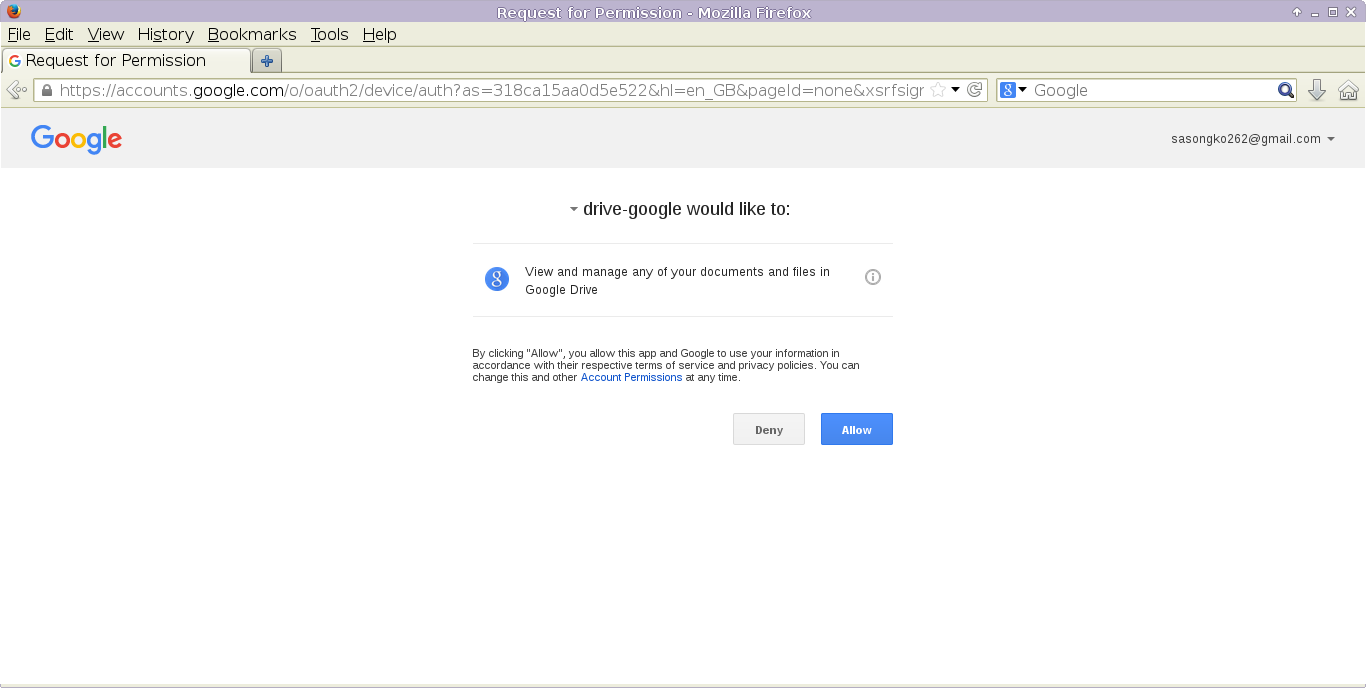 Request for Permission - Mozilla Firefox
File Edit View History Bookmarks Tools Help
Request for Permission
https://accounts.google.com/o/oauth2/device/auth?as=318ca15aa0d5e522&hl=en_GB&pageId=none&xsrfsigr
Google
Google
sasongko262@gmail.com
drive-google would like to:
View and manage any of your documents and files in
Google Drive
By clicking "Allow", you allow this app and Google to use your information in
accordance with their respective terms of service and privacy policies. You can
change this and other Account Permissions at any time.
Deny Allow